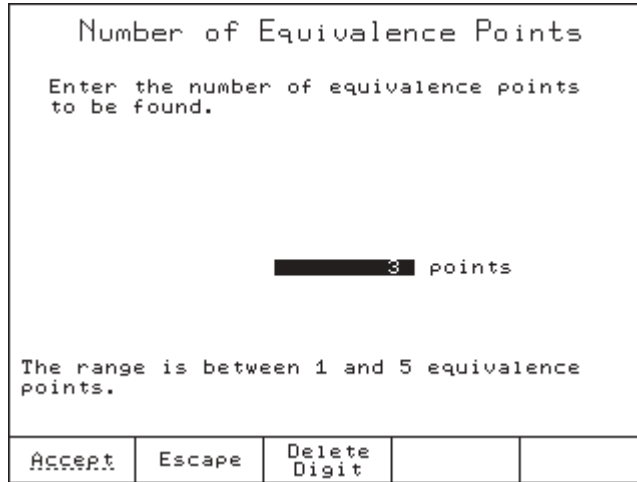 Number of Equivalence Points
Enter the number of equivalence points
to be found.
3 points
The range is between 1 and 5 equivalence
points.
Accept
Escape
Delete
Digit